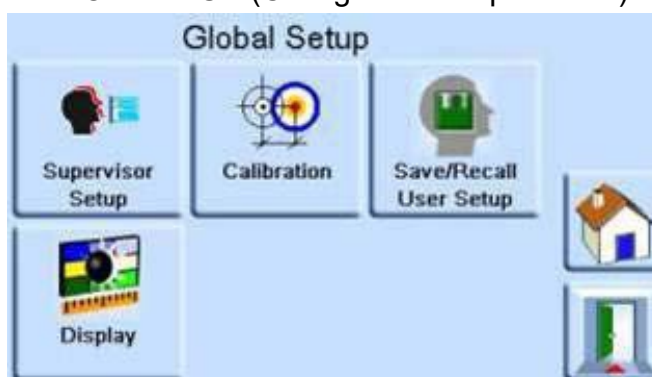 Global Setup
Supervisor
Setup
Calibration
Save/Recall
User Setup
Display